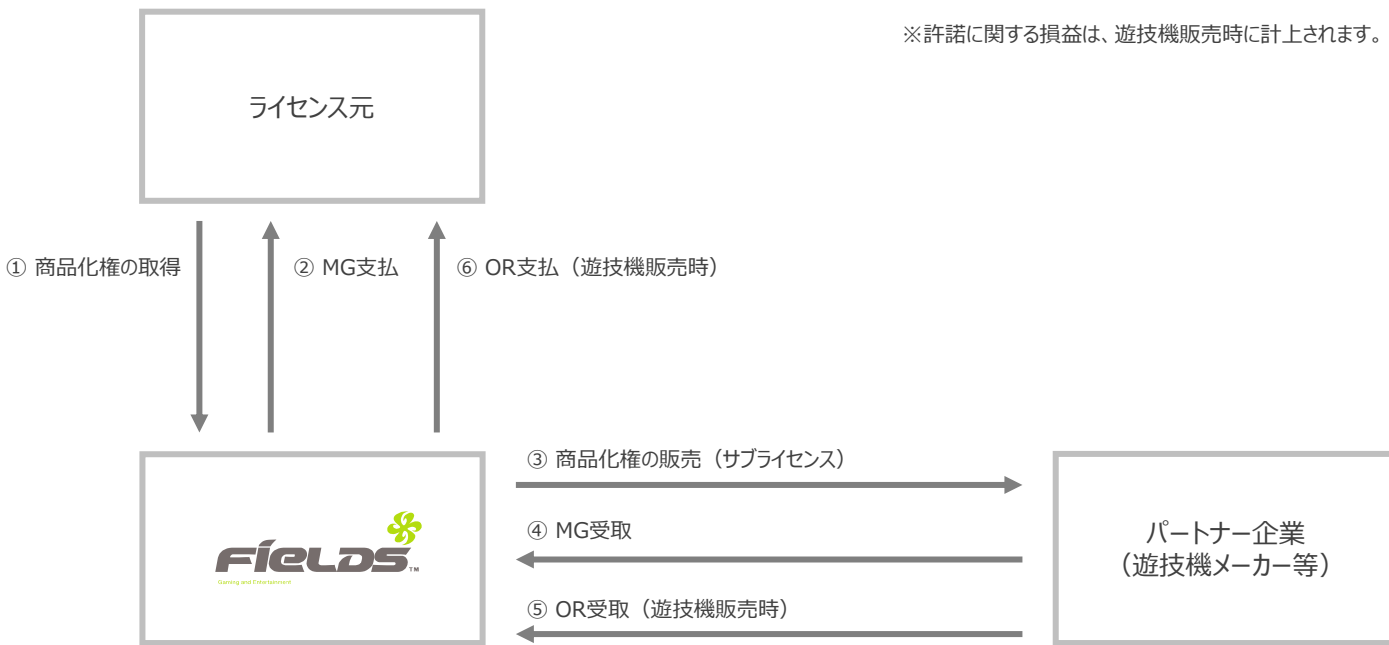 ※許諾に関する損益は、遊技機販売時に計上されます。
ライセンス元
① 商品化権の取得
② MG支払
⑥ OR支払（遊技機販売時）
③ 商品化権の販売（サブライセンス）
④ MG受取
⑤ OR受取（遊技機販売時）
FIELDS™
Gaming and Entertainment
パートナー企業
（遊技機メーカー等）